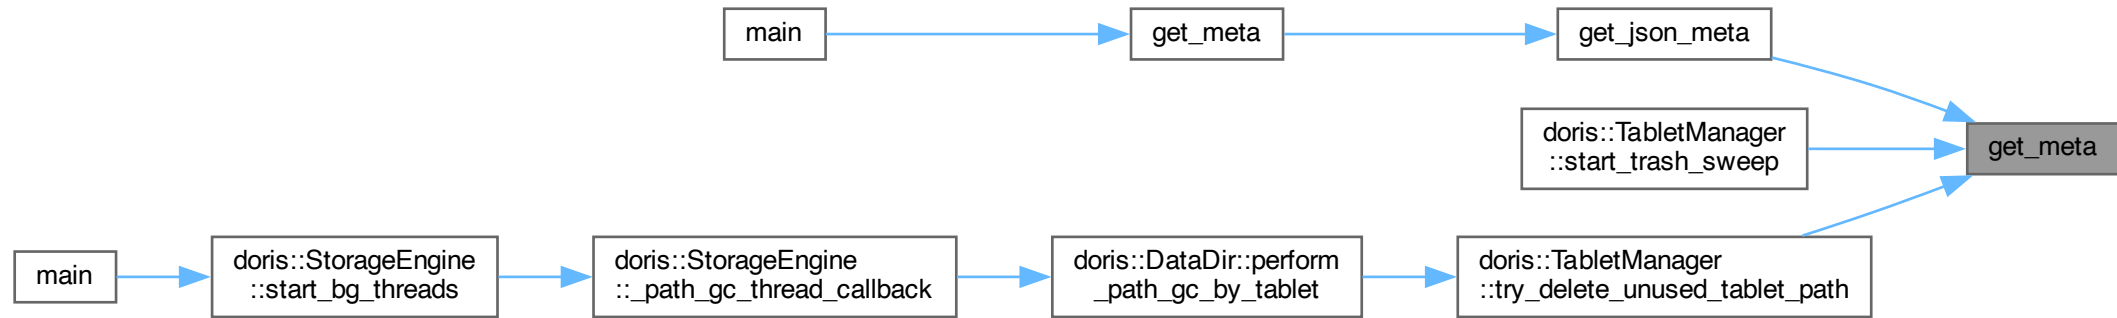 main
get_meta
get_json_meta
doris::TabletManager
::start_trash_sweep
get_meta
main
doris::StorageEngine
::start_bg_threads
doris::StorageEngine
::_path_gc_thread_callback
doris::DataDir::perform
_path_gc_by_tablet
doris::TabletManager
::try_delete_unused_tablet_path